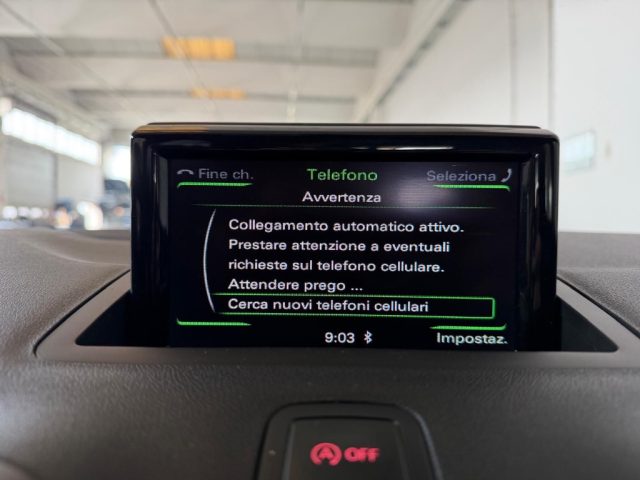 Fine ch. Telefono Seleziona
Avvertenza
Collegamento automatico attivo.
Prestare attenzione a eventuali
richieste sul telefono cellulare.
Attendere prego ...
Cerca nuovi telefoni cellulari
9:03 Impostaz.
A OFF